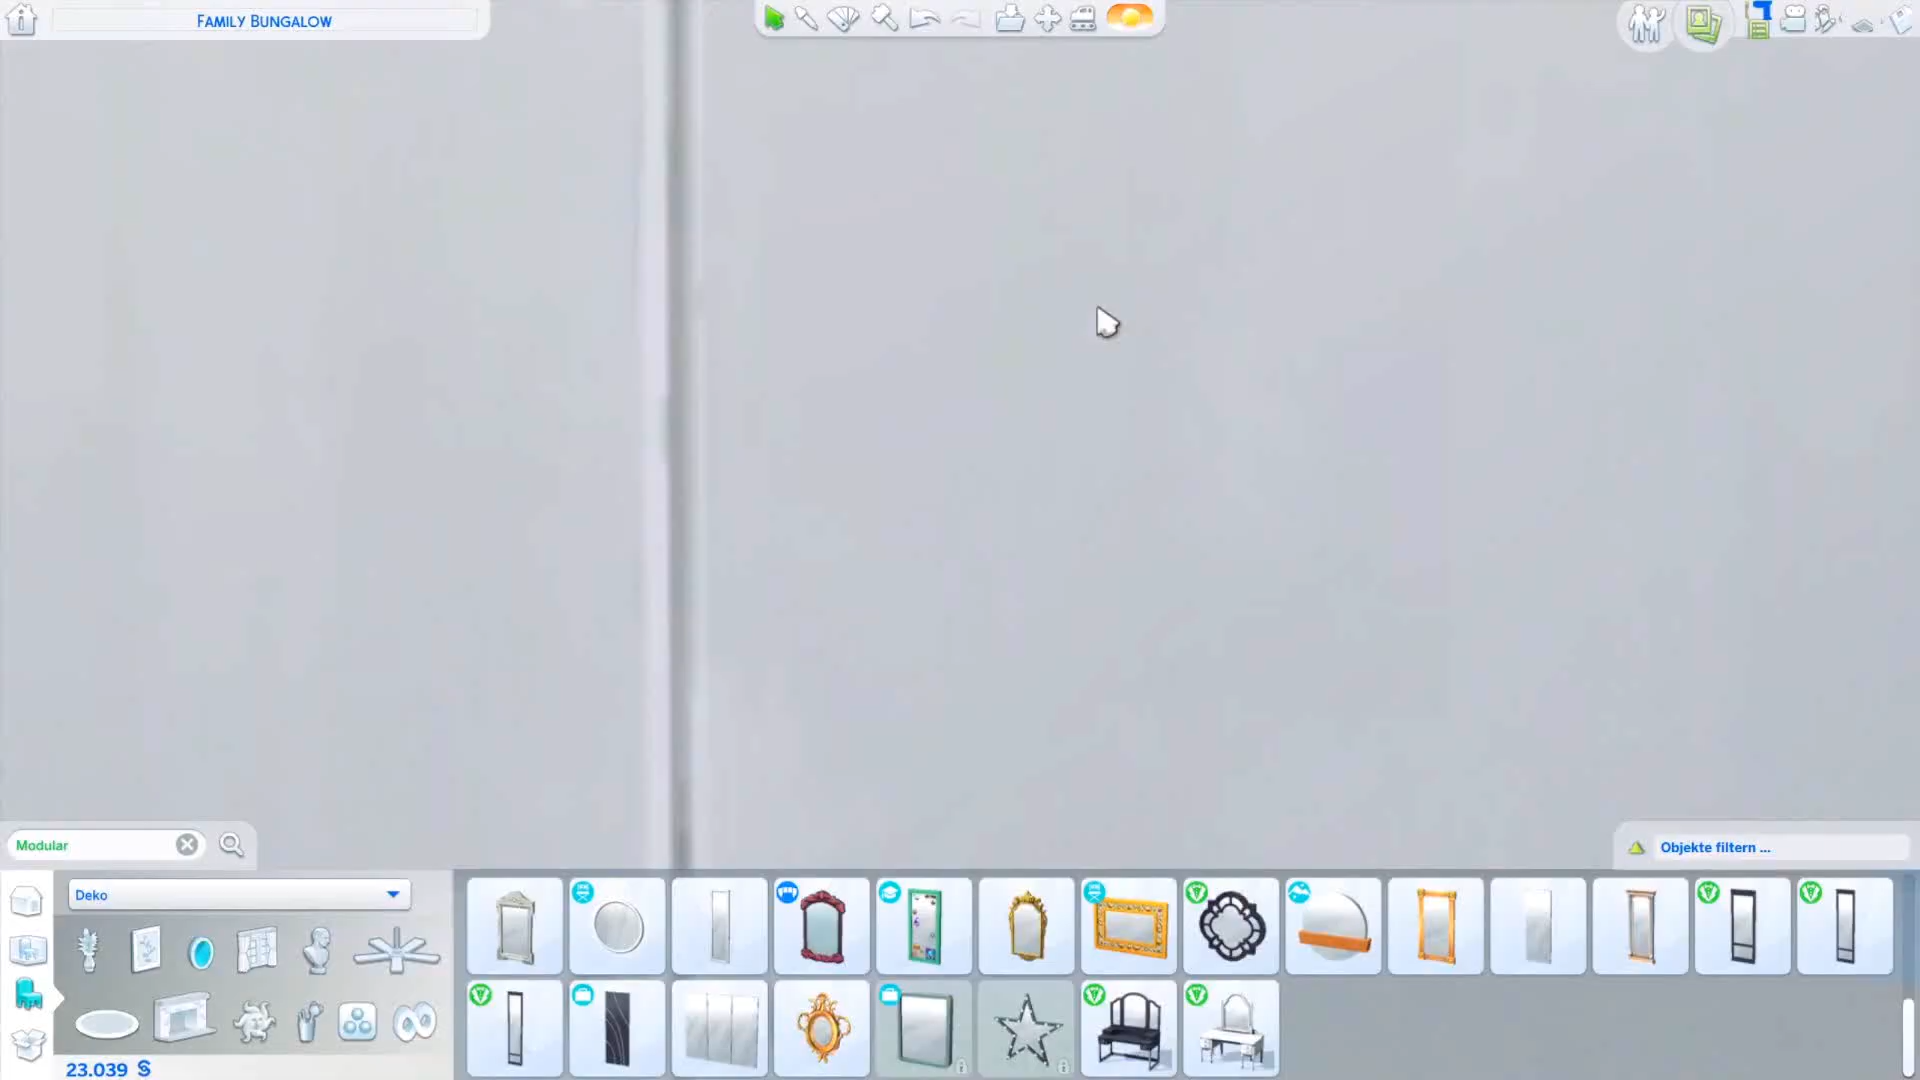 FAMILY BUNGALOW
Modular
Objekte filtern ...
Deko
23.039 $